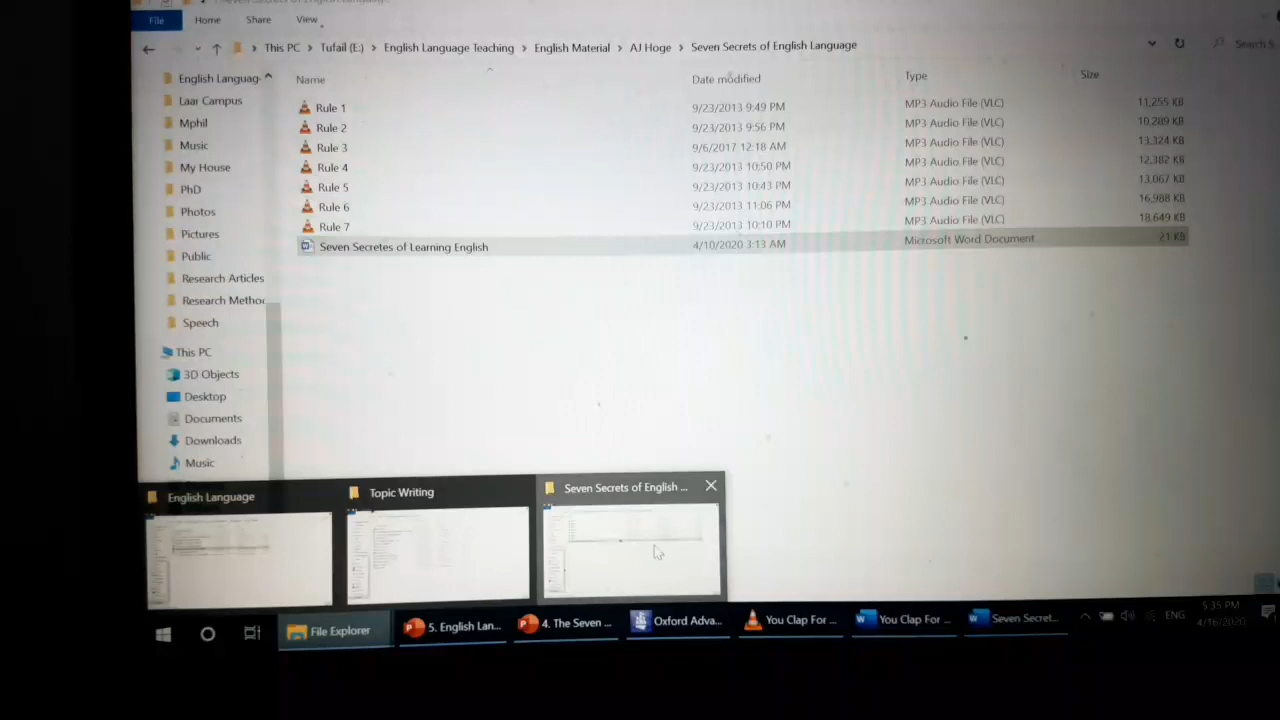 File Home Share View
This PC > Tufail (E:) > English Language Teaching > English Material > AJ Hoge > Seven Secrets of English Language
Name Date modified Type Size
Rule 1 9/23/2013 9:49 PM MP3 Audio File (VLC) 11,255 KB
Rule 2 9/23/2013 9:56 PM MP3 Audio File (VLC) 10,289 KB
Rule 3 9/6/2017 12:18 AM MP3 Audio File (VLC) 13,324 KB
Rule 4 9/23/2013 10:50 PM MP3 Audio File (VLC) 12,382 KB
Rule 5 9/23/2013 10:43 PM MP3 Audio File (VLC) 13,067 KB
Rule 6 9/23/2013 11:06 PM MP3 Audio File (VLC) 16,988 KB
Rule 7 9/23/2013 10:10 PM MP3 Audio File (VLC) 18,649 KB
Seven Secretes of Learning English 4/10/2020 3:13 AM Microsoft Word Document 21 KB
English Languag
Laar Campus
Mphil
Music
My House
PhD
Photos
Pictures
Public
Research Articles
Research Metho
Speech
This PC
3D Objects
Desktop
Documents
Downloads
Music
English Language
Topic Writing
Seven Secrets of English ...
File Explorer
5. English Lan...
4. The Seven ...
Oxford Adva...
You Clap For ...
You Clap For ...
Seven Secret...
ENG
5:35 PM
4/16/2020